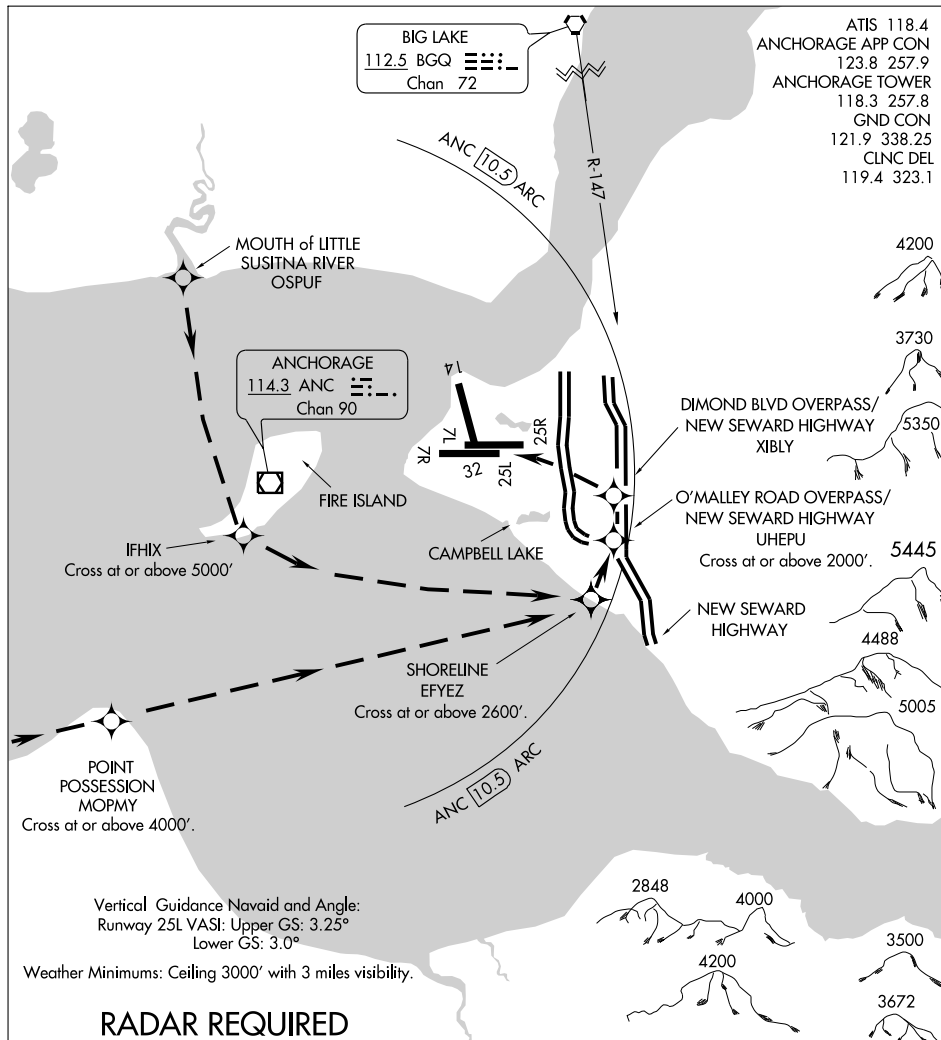 BIG LAKE
112.5 BGQ
Chan 72
ATIS 118.4
ANCHORAGE APP CON
123.8 257.9
ANCHORAGE TOWER
118.3 257.8
GND CON
121.9 338.25
CLNC DEL
119.4 323.1
ANC 10.5 ARC
R-147
MOUTH of LITTLE
SUSITNA RIVER
OSPUF
4200
ANCHORAGE
114.3 ANC
Chan 90
3730
14
DIMOND BLVD OVERPASS/
NEW SEWARD HIGHWAY
XIBLY
5350
7L
25R
7R
32
25L
FIRE ISLAND
O'MALLEY ROAD OVERPASS/
NEW SEWARD HIGHWAY
UHEPU
Cross at or above 2000'.
IFHIX
Cross at or above 5000'
CAMPBELL LAKE
5445
NEW SEWARD
HIGHWAY
4488
SHORELINE
EFYEZ
Cross at or above 2600'.
5005
POINT
POSSESSION
MOPMY
Cross at or above 4000'.
ANC 10.5 ARC
Vertical Guidance Navaid and Angle:
Runway 25L VASI: Upper GS: 3.25°
Lower GS: 3.0°
Weather Minimums: Ceiling 3000' with 3 miles visibility.
RADAR REQUIRED
2848
4000
4200
3500
3672